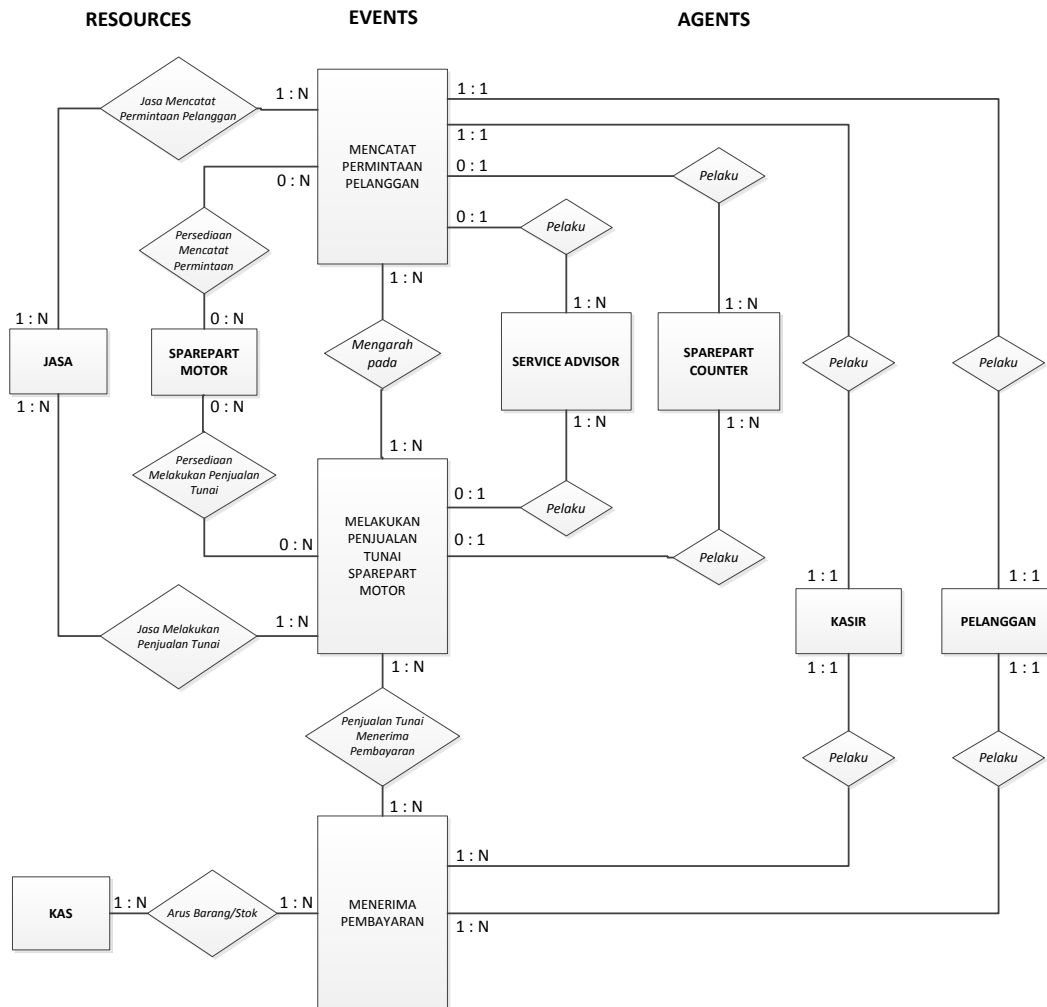 RESOURCES
EVENTS
AGENTS
1 : N
1 : 1
Jasa Mencatat
Permintaan Pelanggan
1 : 1
MENCATAT
PERMINTAAN
PELANGGAN
0 : N
0 : 1
Pelaku
0 : 1
Pelaku
Persediaan
Mencatat
Permintaan
1 : N
1 : N
0 : N
1 : N
1 : N
JASA
SPAREPART
MOTOR
Mengarah
pada
SERVICE ADVISOR
SPAREPART
COUNTER
Pelaku
Pelaku
1 : N
0 : N
1 : N
1 : N
1 : N
Persediaan
Melakukan Penjualan
Tunai
0 : 1
Pelaku
MELAKUKAN
PENJUALAN
TUNAI
SPAREPART
MOTOR
0 : N
0 : 1
Pelaku
1 : 1
1 : 1
Jasa Melakukan
Penjualan Tunai
1 : N
KASIR
PELANGGAN
1 : N
1 : 1
1 : 1
Penjualan Tunai
Menerima
Pembayaran
Pelaku
Pelaku
1 : N
1 : N
KAS
1 : N
Arus Barang/Stok
1 : N
MENERIMA
PEMBAYARAN
1 : N